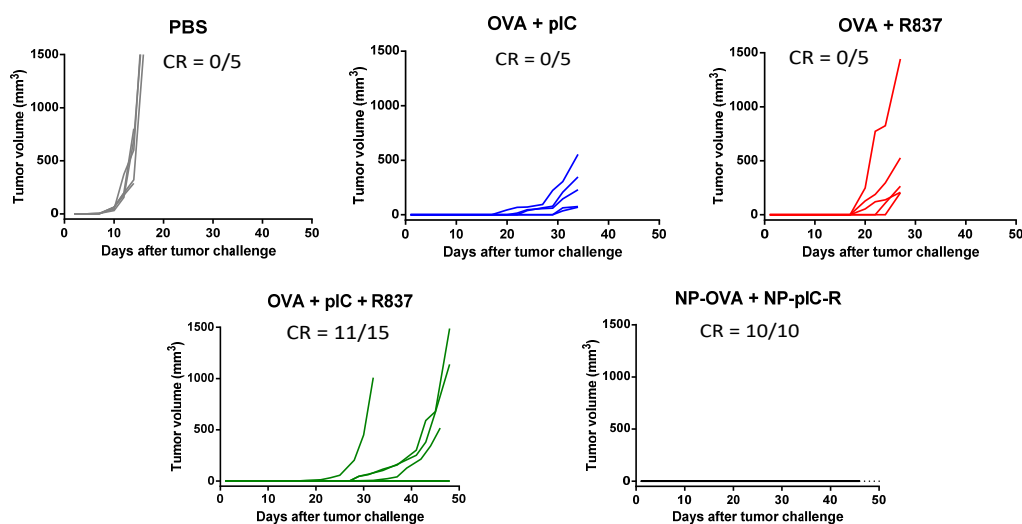 PBS
CR = 0/5
Tumor volume (mm³)
1500
1000
500
0
0 10 20 30 40 50
Days after tumor challenge
OVA + pIC
CR = 0/5
Tumor volume (mm³)
1500
1000
500
0
0 10 20 30 40 50
Days after tumor challenge
OVA + R837
CR = 0/5
Tumor volume (mm³)
1500
1000
500
0
0 10 20 30 40 50
Days after tumor challenge
OVA + pIC + R837
CR = 11/15
Tumor volume (mm³)
1500
1000
500
0
0 10 20 30 40 50
Days after tumor challenge
NP-OVA + NP-pIC-R
CR = 10/10
Tumor volume (mm³)
1500
1000
500
0
0 10 20 30 40 50
Days after tumor challenge